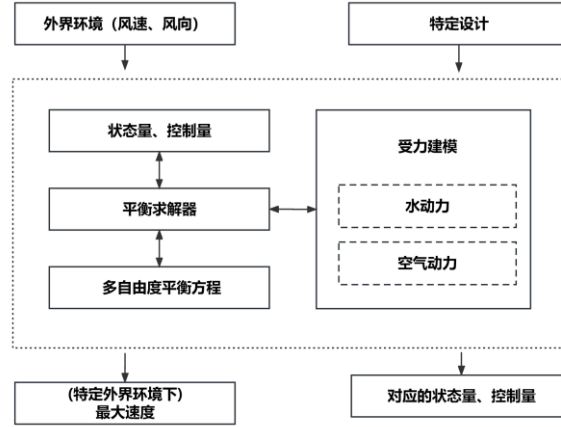 外界环境（风速、风向）
特定设计
状态量、控制量
受力建模
平衡求解器
水动力
空气动力
多自由度平衡方程
(特定外界环境下)
最大速度
对应的状态量、控制量